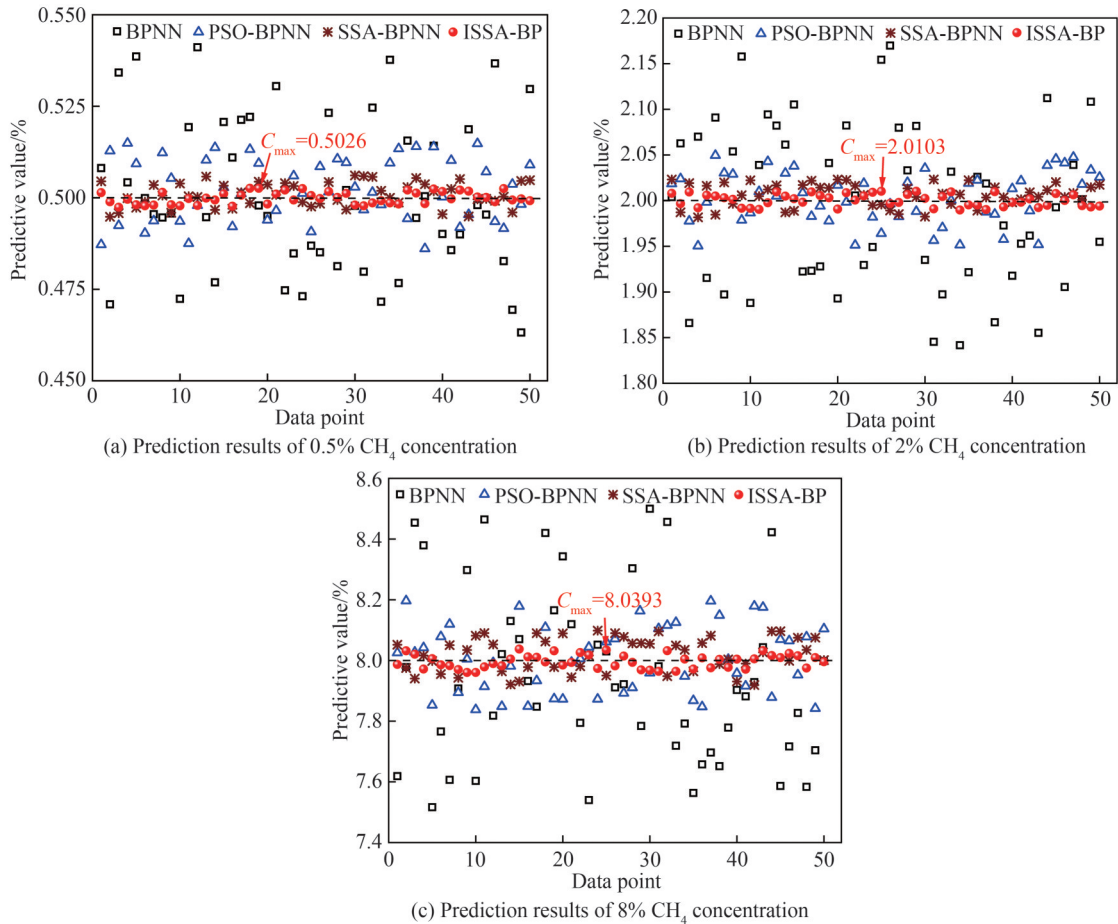 0.550
BPNN PSO-BPNN SSA-BPNN ISSA-BP
0.525
Cmax=0.5026
0.500
0.475
0.450
Predictive value/%
0 10 20 30 40 50
Data point
(a) Prediction results of 0.5% CH4 concentration
2.20
BPNN PSO-BPNN SSA-BPNN ISSA-BP
2.15
2.10
2.05
Cmax=2.0103
2.00
1.95
1.90
1.85
1.80
Predictive value/%
0 10 20 30 40 50
Data point
(b) Prediction results of 2% CH4 concentration
8.6
BPNN PSO-BPNN SSA-BPNN ISSA-BP
8.4
8.2
Cmax=8.0393
8.0
7.8
7.6
7.4
Predictive value/%
0 10 20 30 40 50
Data point
(c) Prediction results of 8% CH4 concentration